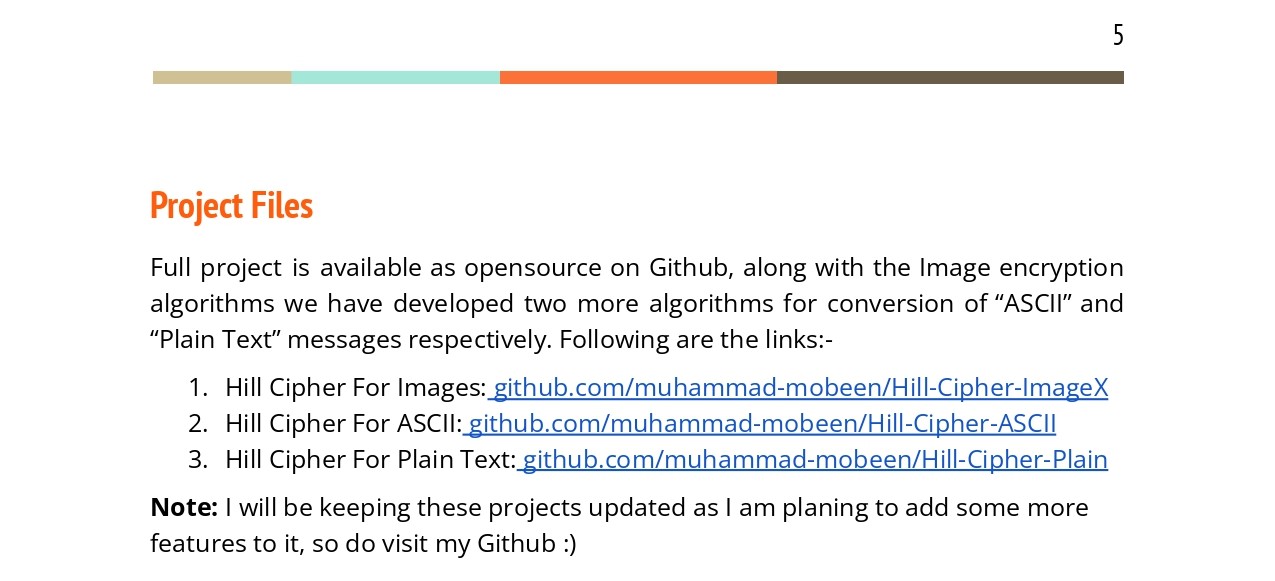 5
Project Files
Full project is available as opensource on Github, along with the Image encryption
algorithms we have developed two more algorithms for conversion of “ASCII” and
“Plain Text” messages respectively. Following are the links:-
1. Hill Cipher For Images: github.com/muhammad-mobeen/Hill-Cipher-ImageX
2. Hill Cipher For ASCII: github.com/muhammad-mobeen/Hill-Cipher-ASCII
3. Hill Cipher For Plain Text: github.com/muhammad-mobeen/Hill-Cipher-Plain
Note: I will be keeping these projects updated as I am planing to add some more
features to it, so do visit my Github :)